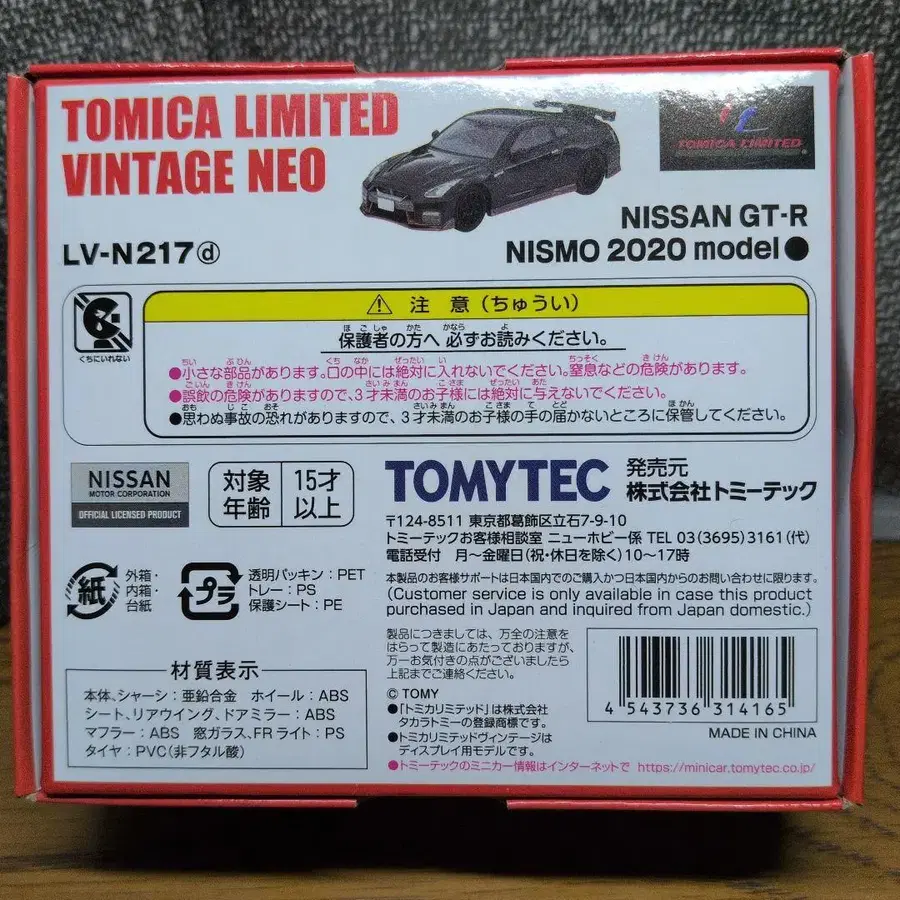 TOMICA LIMITED
VINTAGE NEO
TOMICA LIMITED
LV-N217ⓓ
NISSAN GT-R
NISMO 2020 model●
くちにいれない
⚠ 注 意(ちゅうい)
保護者の方へ 必ずお読みください。
●小さな部品があります。口の中には絶対に入れないでください。窒息などの危険があります。
●誤飲の危険がありますので、3才未満のお子様には絶対に与えないでください。
●思わぬ事故の恐れがありますので、3才未満のお子様の手の届かないところに保管してください。
NISSAN
MOTOR CORPORATION
OFFICIAL LICENSED PRODUCT
対象
年齢
15才
以上
TOMYTEC
発売元
株式会社トミーテック
〒124-8511 東京都葛飾区立石7-9-10
トミーテックお客様相談室 ニューホビー係 TEL 03(3695)3161(代)
電話受付 月~金曜日(祝・休日を除く)10~17時
本製品のお客様サポートは日本国内でのご購入かつ日本国内からのお問い合わせに限ります。
(Customer service is only available in case this product
purchased in Japan and inquired from Japan domestic.)
紙
外箱・
内箱・
台紙
プラ
透明パッキン:PET
トレー:PS
保護シート:PE
製品につきましては、万全の注意を
はらって製造にあたっておりますが、
万一お気付きの点がございましたら
上記までご連絡ください。
材質表示
本体、シャーシ:亜鉛合金 ホイール:ABS
シート、リアウイング、ドアミラー:ABS
マフラー:ABS 窓ガラス、FRライト:PS
タイヤ:PVC(非フタル酸)
© TOMY
●「トミカリミテッド」は株式会社
タカラトミーの登録商標です。
●トミカリミテッドヴィンテージは
ディスプレイ用モデルです。
●トミーテックのミニカー情報はインターネットで https://minicar.tomytec.co.jp/
4 543736 314165
MADE IN CHINA